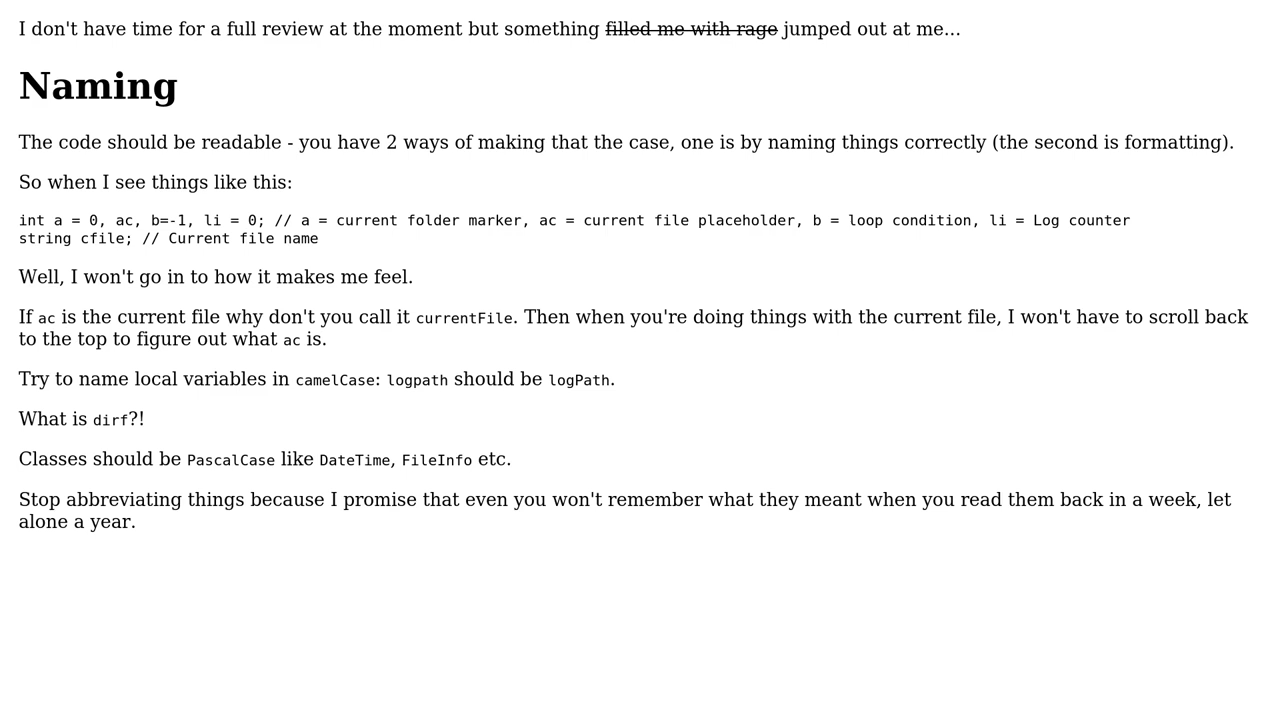 I don't have time for a full review at the moment but something filled me with rage jumped out at me...
Naming
The code should be readable - you have 2 ways of making that the case, one is by naming things correctly (the second is formatting).
So when I see things like this:
int a = 0, ac, b=-1, li = 0; // a = current folder marker, ac = current file placeholder, b = loop condition, li = Log counter
string cfile; // Current file name
Well, I won't go in to how it makes me feel.
If ac is the current file why don't you call it currentFile. Then when you're doing things with the current file, I won't have to scroll back
to the top to figure out what ac is.
Try to name local variables in camelCase: logpath should be logPath.
What is dirf?!
Classes should be PascalCase like DateTime, FileInfo etc.
Stop abbreviating things because I promise that even you won't remember what they meant when you read them back in a week, let
alone a year.